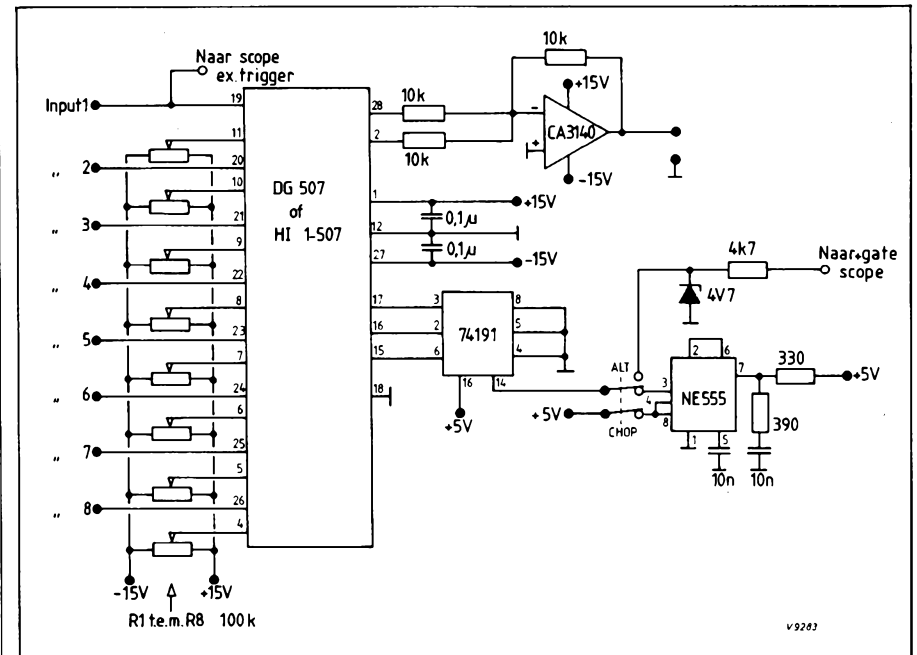 Naar scope
ex.trigger
Input1
19
11
20
,, 2
10
21
,, 3
9
22
,, 4
8
23
,, 5
7
24
,, 6
6
25
,, 7
5
26
,, 8
4
-15V
+15V
R1 t.e.m. R8 100k
DG 507
of
HI 1-507
28
2
1
12
27
17
16
15
18
10k
10k
10k
-
+
CA3140
+15V
-15V
+15V
0,1µ
0,1µ
-15V
3
2
6
74191
8
5
4
16
14
+5V
4k7
Naar+gate
scope
4V7
ALT
CHOP
+5V
2
6
3
4
8
NE555
7
1
5
330
+5V
390
10n
10n
V9283